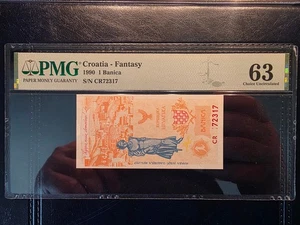 PMG
PAPER MONEY GUARANTY
Croatia - Fantasy
1990 1 Banica
S/N CR72317
63
Choice Uncirculated
CR 72317